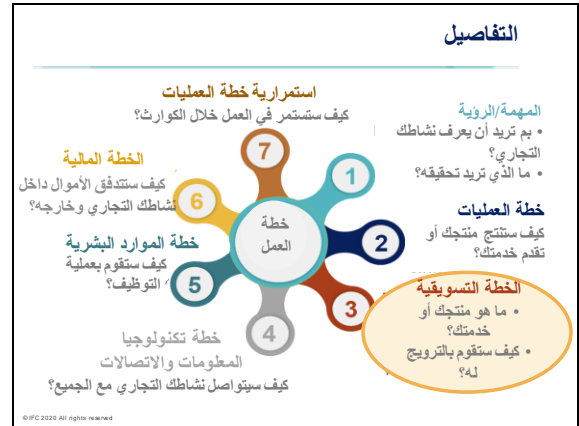 التفاصيل
استمرارية خطة العمليات
كيف ستستمر في العمل خلال الكوارث؟
المهمة/الرؤية
• بم تريد أن يعرف نشاطك
التجاري؟
• ما الذي تريد تحقيقه؟
خطة العمليات
كيف ستنتج منتجك أو
تقدم خدمتك؟
الخطة التسويقية
• ما هو منتجك أو
خدمتك؟
• كيف ستقوم بالترويج
له؟
خطة تكنولوجيا
المعلومات والاتصالات
كيف سيتواصل نشاطك التجاري مع الجميع؟
خطة الموارد البشرية
كيف ستقوم بعملية
التوظيف؟
الخطة المالية
كيف ستتدفق الأموال داخل
نشاطك التجاري وخارجه؟
خطة
العمل
1
2
3
4
5
6
7
© IFC 2020 All rights reserved